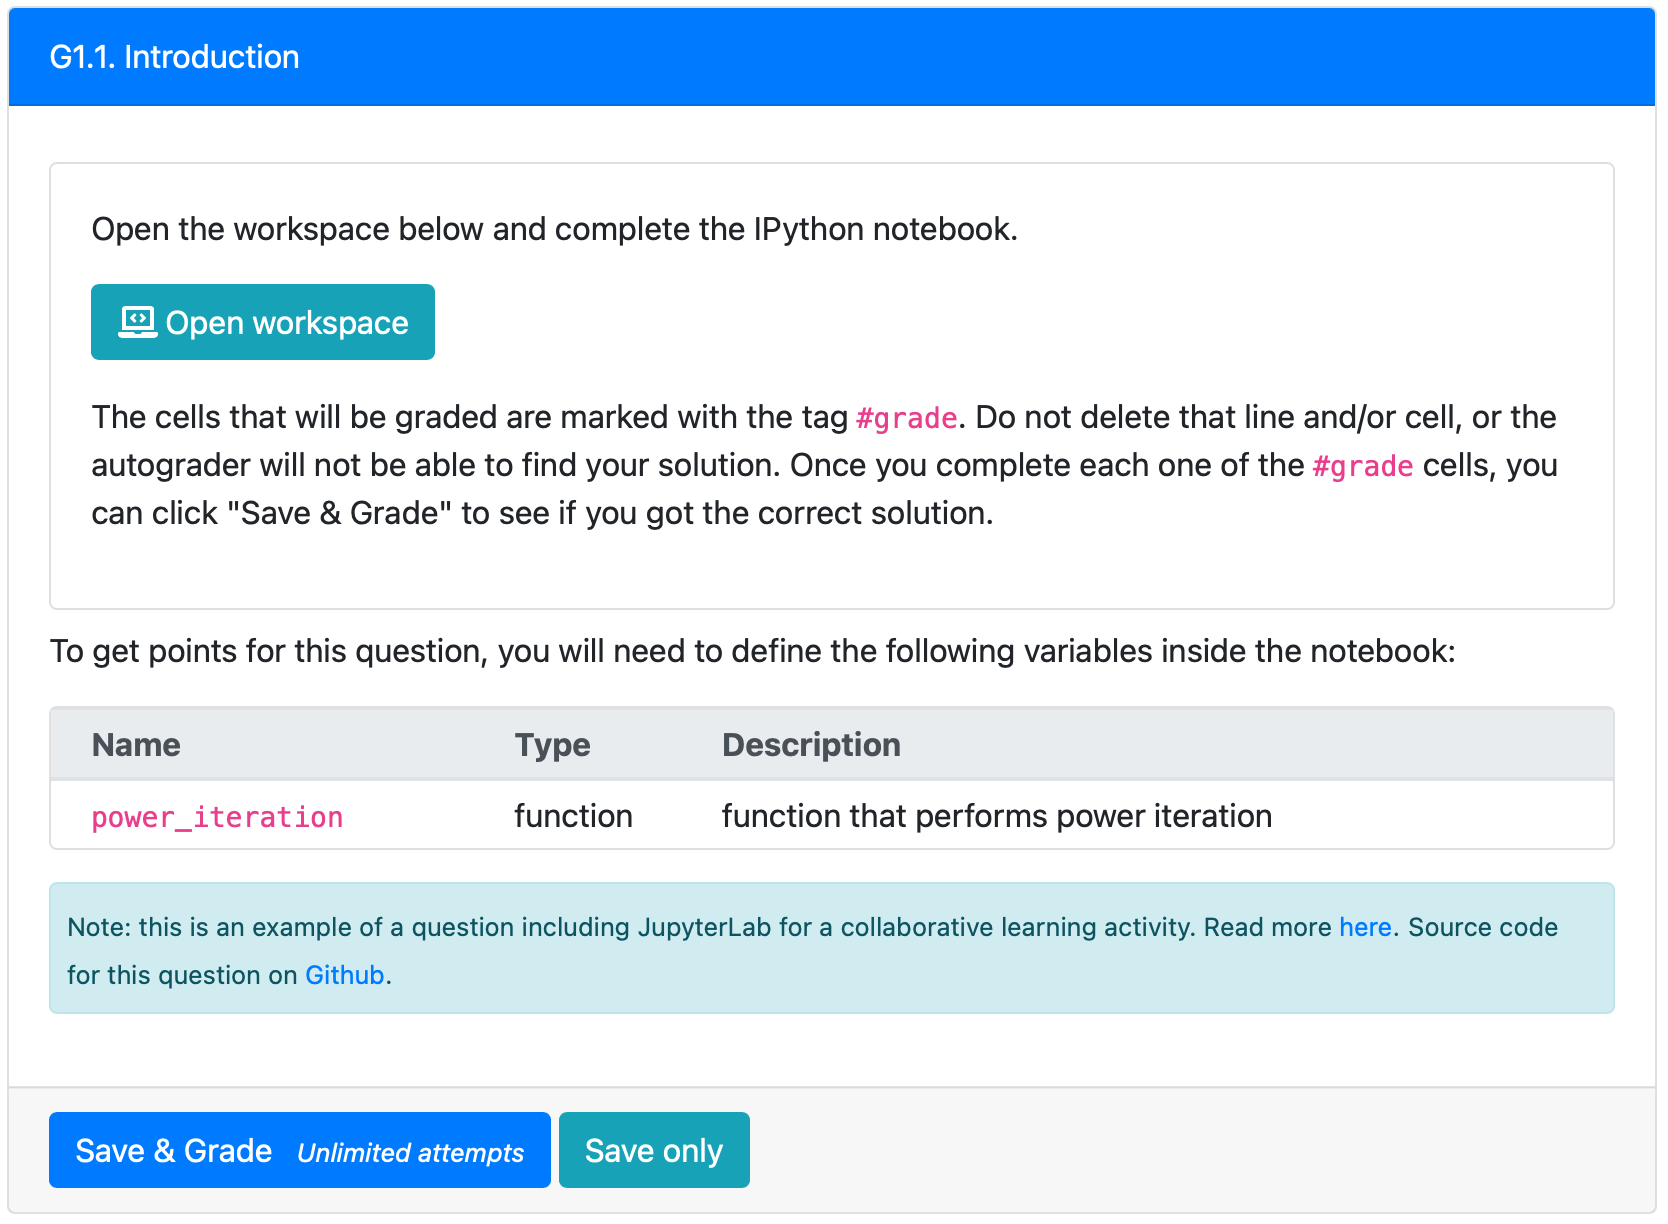 G1.1. Introduction
Open the workspace below and complete the IPython notebook.
Open workspace
The cells that will be graded are marked with the tag #grade. Do not delete that line and/or cell, or the
autograder will not be able to find your solution. Once you complete each one of the #grade cells, you
can click "Save & Grade" to see if you got the correct solution.
To get points for this question, you will need to define the following variables inside the notebook:
Name Type Description
power_iteration function function that performs power iteration
Note: this is an example of a question including JupyterLab for a collaborative learning activity. Read more here. Source code
for this question on Github.
Save & Grade Unlimited attempts Save only